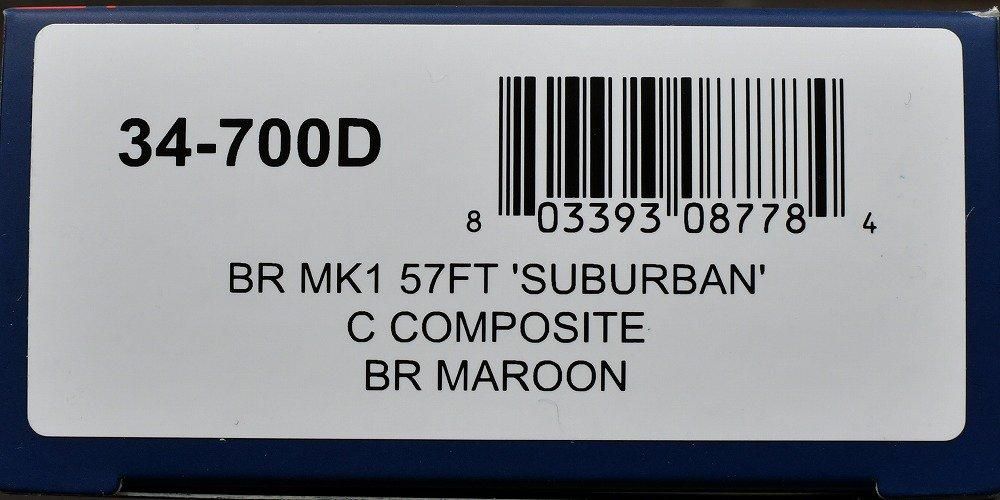 34-700D
8 03393 08778 4
BR MK1 57FT 'SUBURBAN'
C COMPOSITE
BR MAROON